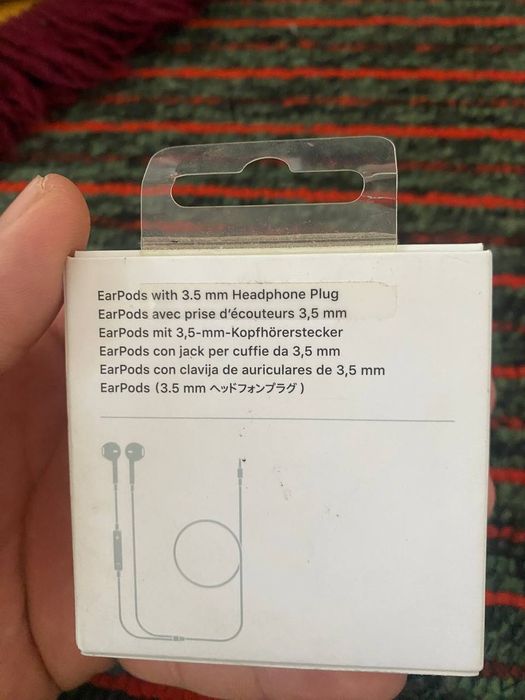 EarPods with 3.5 mm Headphone Plug
EarPods avec prise d'écouteurs 3,5 mm
EarPods mit 3,5-mm-Kopfhörerstecker
EarPods con jack per cuffie da 3,5 mm
EarPods con clavija de auriculares de 3,5 mm
EarPods (3.5 mm ヘッドフォンプラグ)